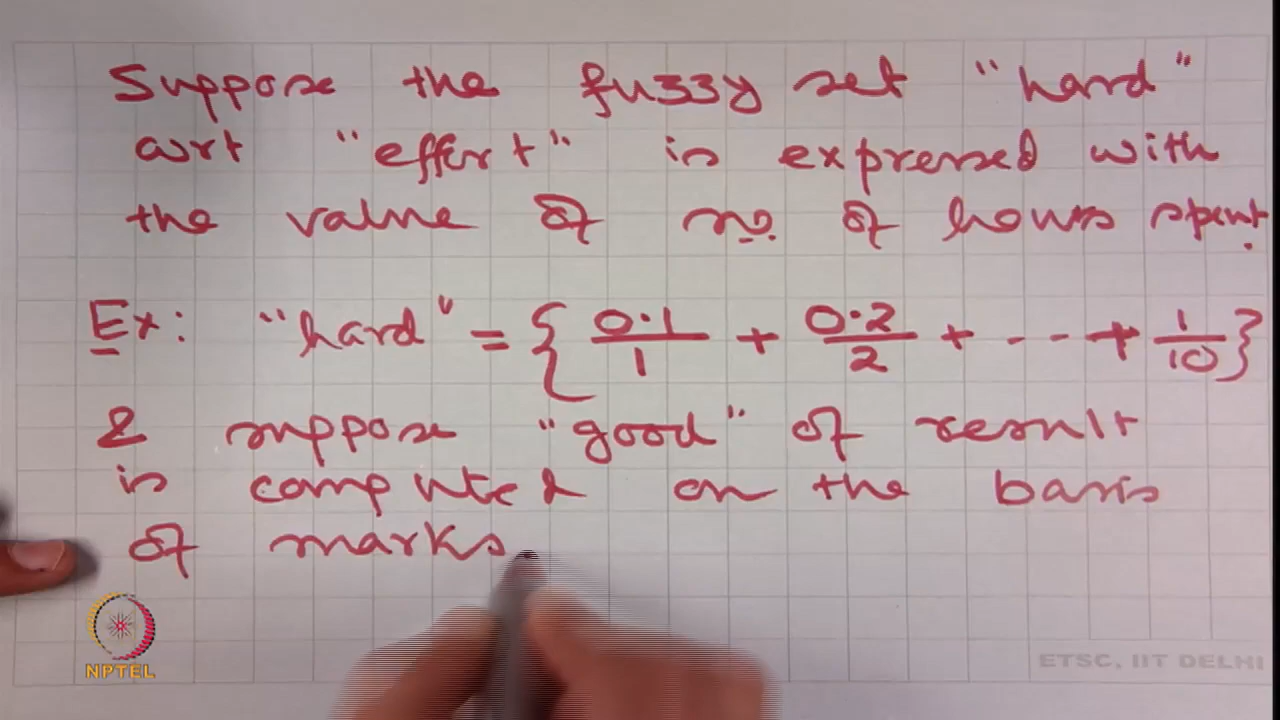 Suppose the fuzzy set "hard"
wrt "effort" is expressed with
the value of no. of hours spent.
Ex: "hard" = { 0.1/1 + 0.2/2 + - -- + 1/10 }
& suppose "good" of result
is computed on the basis
of marks.
NPTEL
ETSC, IIT DELHI